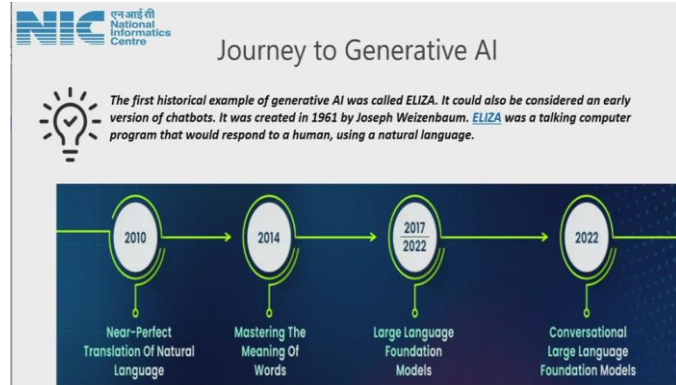 NIC
एन आई सी
National
Informatics
Centre
Journey to Generative AI
The first historical example of generative AI was called ELIZA. It could also be considered an early
version of chatbots. It was created in 1961 by Joseph Weizenbaum. ELIZA was a talking computer
program that would respond to a human, using a natural language.
2010
2014
2017
2022
2022
Near-Perfect
Translation Of Natural
Language
Mastering The
Meaning Of
Words
Large Language
Foundation
Models
Conversational
Large Language
Foundation Models